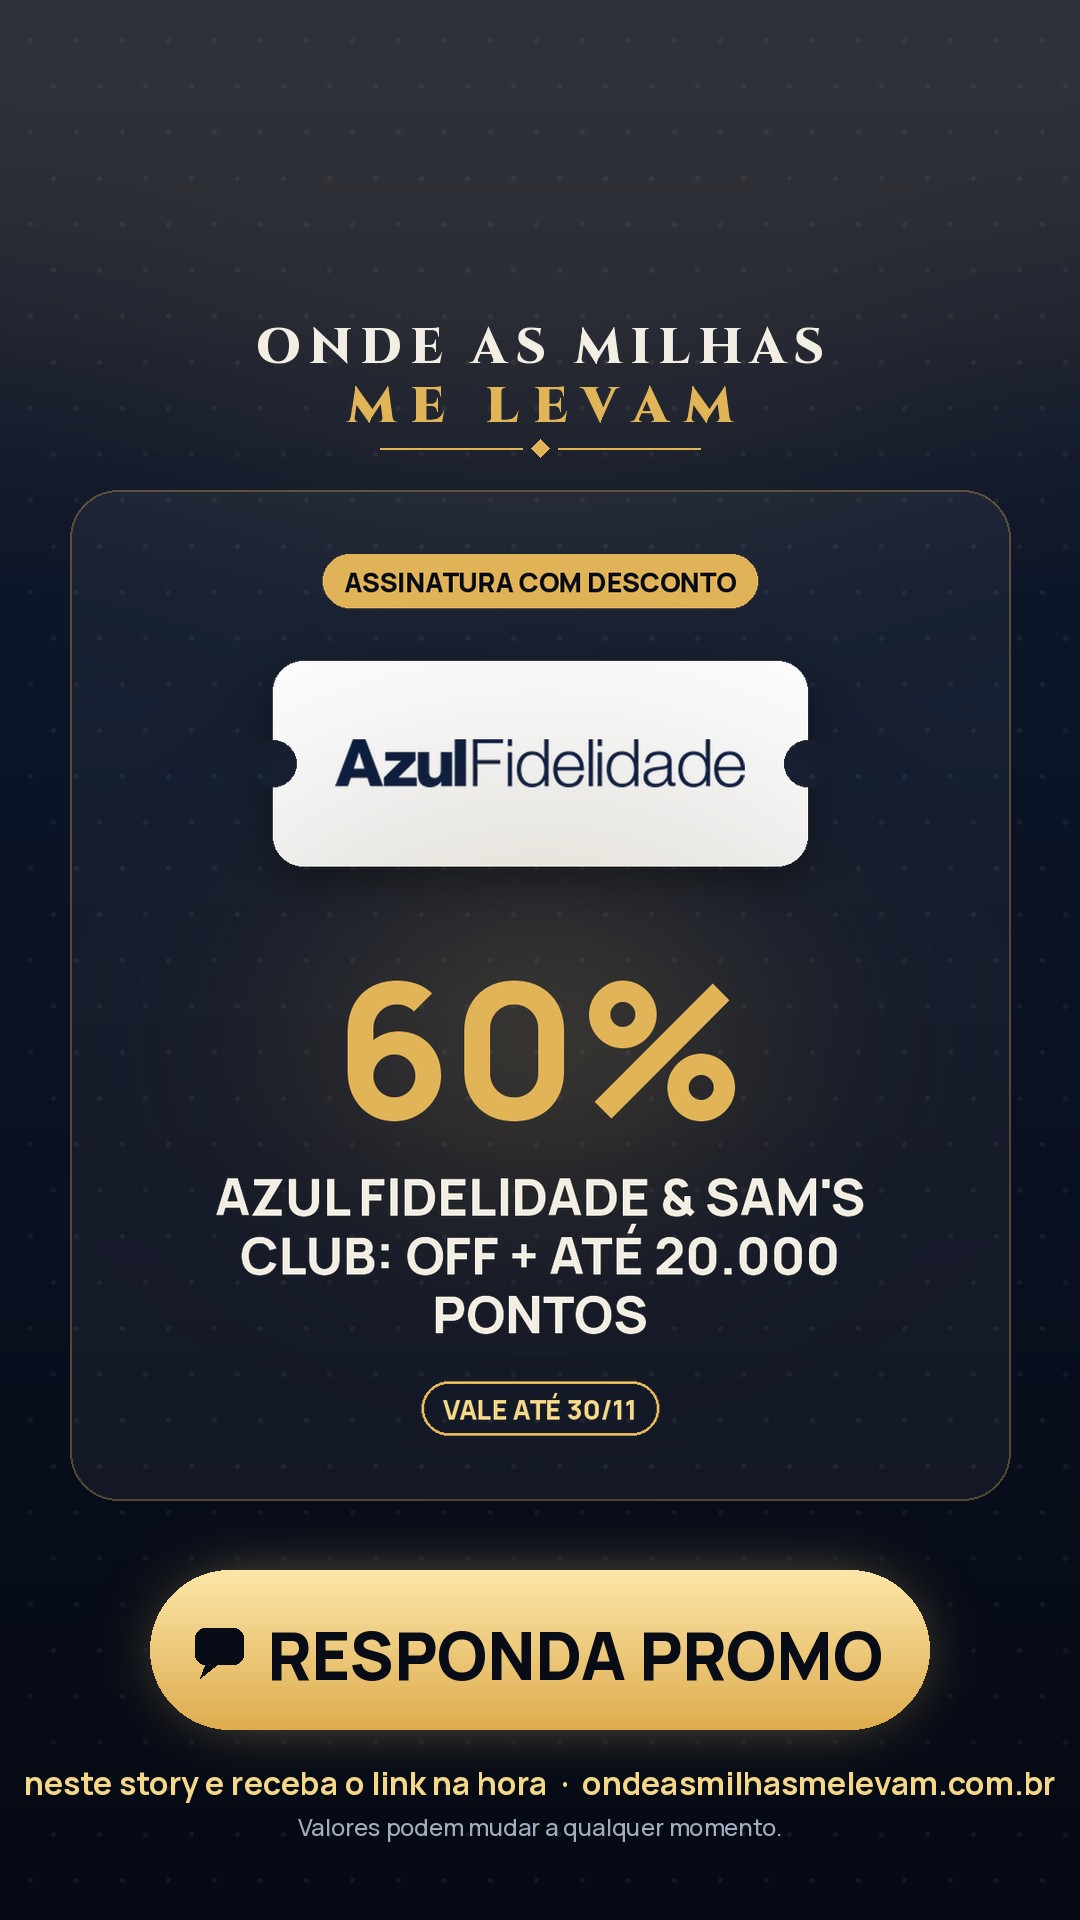 ONDE AS MILHAS
ME LEVAM
ASSINATURA COM DESCONTO
AzulFidelidade
60%
AZUL FIDELIDADE & SAM'S
CLUB: OFF + ATÉ 20.000
PONTOS
VALE ATÉ 30/11
RESPONDA PROMO
neste story e receba o link na hora · ondeasmilhasmelevam.com.br
Valores podem mudar a qualquer momento.